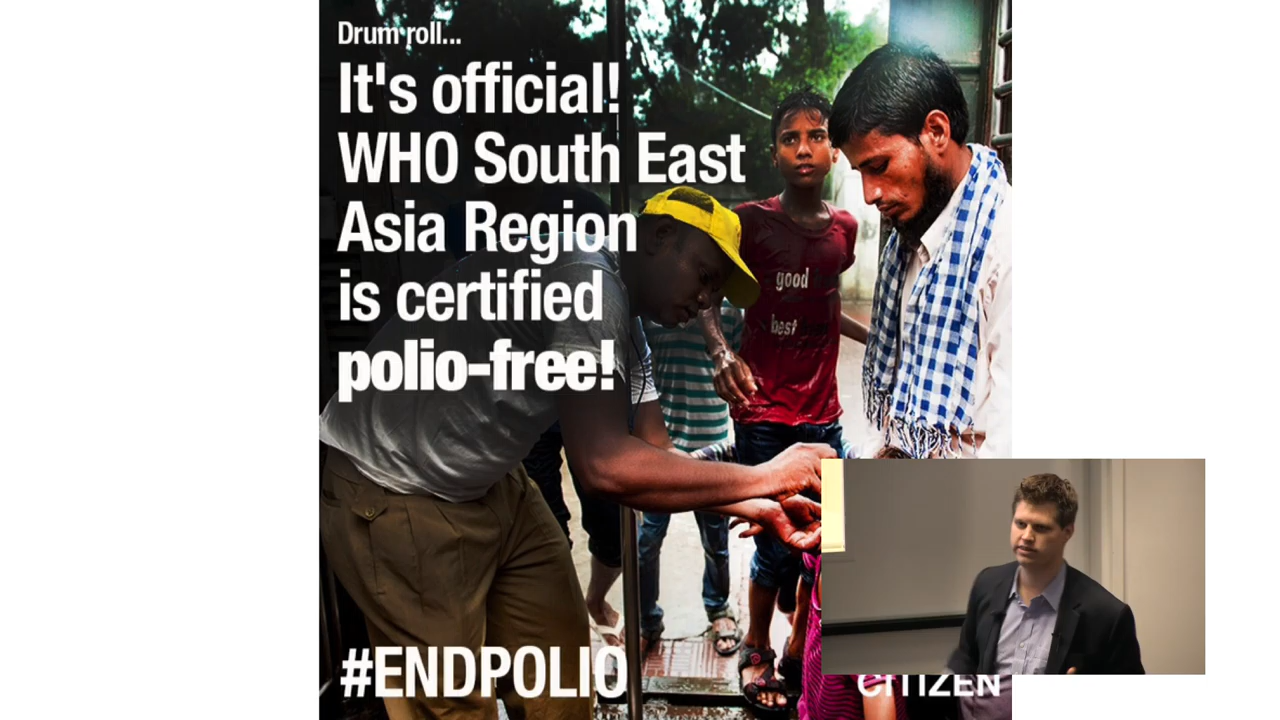 Drum roll...
It's official!
WHO South East
Asia Region
is certified
polio-free!
good
best
#ENDPOLIO
CITIZEN